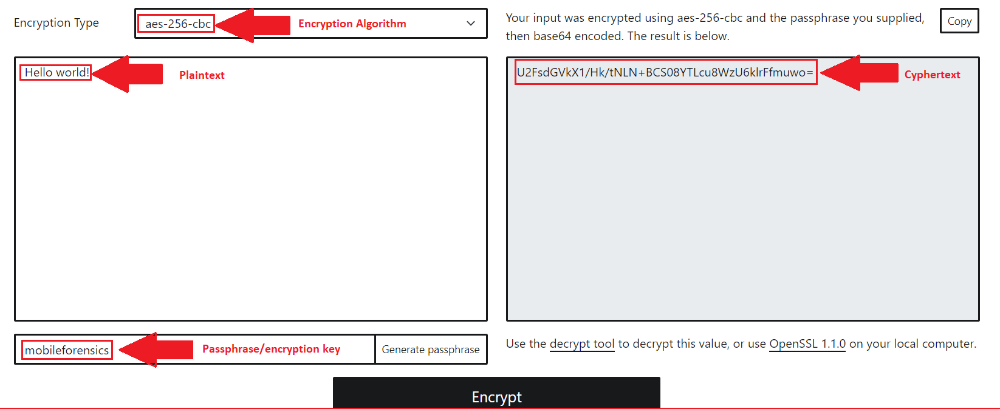 Encryption Type
aes-256-cbc
Encryption Algorithm
Hello world!
Plaintext
mobileforensics
Passphrase/encryption key
Generate passphrase
Your input was encrypted using aes-256-cbc and the passphrase you supplied,
then base64 encoded. The result is below.
Copy
U2FsdGVkX1/Hk/tNLN+BCS08YTLcu8WzU6klrFfmuwo=
Cyphertext
Use the decrypt tool to decrypt this value, or use OpenSSL 1.1.0 on your local computer.
Encrypt